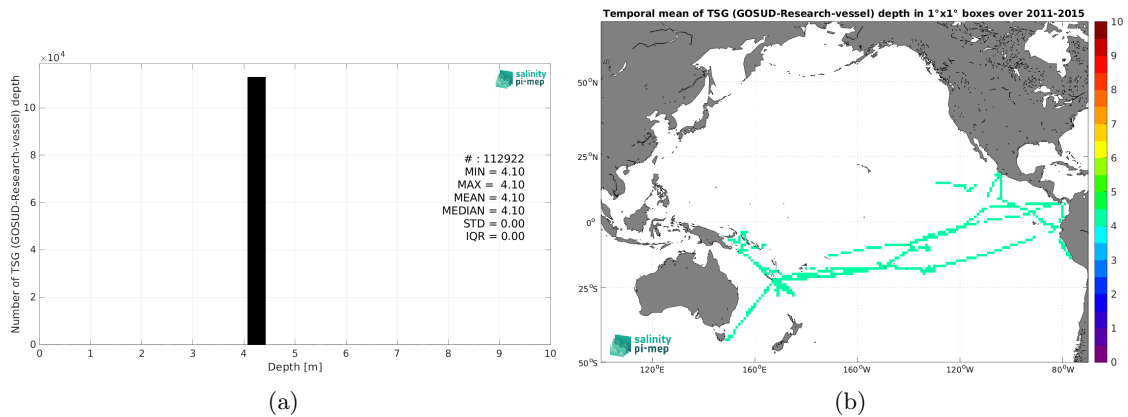 ×10⁴
Number of TSG (GOSUD-Research-vessel) depth
10
8
6
4
2
0
0 1 2 3 4 5 6 7 8 9 10
Depth [m]
salinity
pi-mep
# : 112922
MIN = 4.10
MAX = 4.10
MEAN = 4.10
MEDIAN = 4.10
STD = 0.00
IQR = 0.00
(a)
Temporal mean of TSG (GOSUD-Research-vessel) depth in 1°x1° boxes over 2011-2015
50°N
25°N
0°
25°S
50°S
120°E 160°E 160°W 120°W 80°W
salinity
pi-mep
10
9
8
7
6
5
4
3
2
1
0
(b)